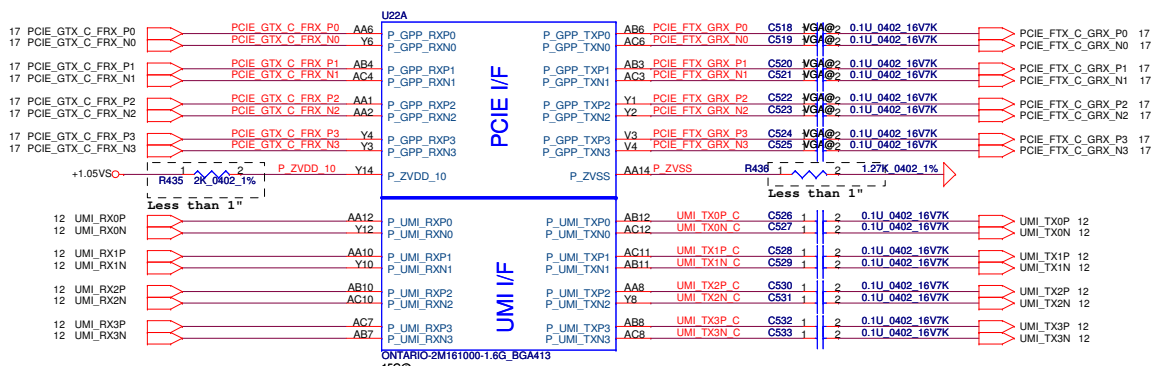 U22A
17 PCIE_GTX_C_FRX_P0 PCIE_GTX_C_FRX_P0 AA6 P_GPP_RXP0 P_GPP_TXP0 AB6 PCIE_FTX_GRX_P0 C518 1 VGA@ 2 0.1U_0402_16V7K PCIE_FTX_C_GRX_P0 17
17 PCIE_GTX_C_FRX_N0 PCIE_GTX_C_FRX_N0 Y6 P_GPP_RXN0 P_GPP_TXN0 AC6 PCIE_FTX_GRX_N0 C519 1 VGA@ 2 0.1U_0402_16V7K PCIE_FTX_C_GRX_N0 17
17 PCIE_GTX_C_FRX_P1 PCIE_GTX_C_FRX_P1 AB4 P_GPP_RXP1 P_GPP_TXP1 AB3 PCIE_FTX_GRX_P1 C520 1 VGA@ 2 0.1U_0402_16V7K PCIE_FTX_C_GRX_P1 17
17 PCIE_GTX_C_FRX_N1 PCIE_GTX_C_FRX_N1 AC4 P_GPP_RXN1 P_GPP_TXN1 AC3 PCIE_FTX_GRX_N1 C521 1 VGA@ 2 0.1U_0402_16V7K PCIE_FTX_C_GRX_N1 17
17 PCIE_GTX_C_FRX_P2 PCIE_GTX_C_FRX_P2 AA1 P_GPP_RXP2 P_GPP_TXP2 Y1 PCIE_FTX_GRX_P2 C522 1 VGA@ 2 0.1U_0402_16V7K PCIE_FTX_C_GRX_P2 17
17 PCIE_GTX_C_FRX_N2 PCIE_GTX_C_FRX_N2 AA2 P_GPP_RXN2 P_GPP_TXN2 Y2 PCIE_FTX_GRX_N2 C523 1 VGA@ 2 0.1U_0402_16V7K PCIE_FTX_C_GRX_N2 17
17 PCIE_GTX_C_FRX_P3 PCIE_GTX_C_FRX_P3 Y4 P_GPP_RXP3 P_GPP_TXP3 V3 PCIE_FTX_GRX_P3 C524 1 VGA@ 2 0.1U_0402_16V7K PCIE_FTX_C_GRX_P3 17
17 PCIE_GTX_C_FRX_N3 PCIE_GTX_C_FRX_N3 Y3 P_GPP_RXN3 P_GPP_TXN3 V4 PCIE_FTX_GRX_N3 C525 1 VGA@ 2 0.1U_0402_16V7K PCIE_FTX_C_GRX_N3 17
PCIE I/F
+1.05VS 1 2 P_ZVDD_10 Y14 P_ZVDD_10 P_ZVSS AA14 P_ZVSS R436 1 2 1.27K_0402_1%
R435 2K_0402_1%
Less than 1" Less than 1"
12 UMI_RX0P AA12 P_UMI_RXP0 P_UMI_TXP0 AB12 UMI_TX0P_C C526 1 2 0.1U_0402_16V7K UMI_TX0P 12
12 UMI_RX0N Y12 P_UMI_RXN0 P_UMI_TXN0 AC12 UMI_TX0N_C C527 1 2 0.1U_0402_16V7K UMI_TX0N 12
12 UMI_RX1P AA10 P_UMI_RXP1 P_UMI_TXP1 AC11 UMI_TX1P_C C528 1 2 0.1U_0402_16V7K UMI_TX1P 12
12 UMI_RX1N Y10 P_UMI_RXN1 P_UMI_TXN1 AB11 UMI_TX1N_C C529 1 2 0.1U_0402_16V7K UMI_TX1N 12
12 UMI_RX2P AB10 P_UMI_RXP2 P_UMI_TXP2 AA8 UMI_TX2P_C C530 1 2 0.1U_0402_16V7K UMI_TX2P 12
12 UMI_RX2N AC10 P_UMI_RXN2 P_UMI_TXN2 Y8 UMI_TX2N_C C531 1 2 0.1U_0402_16V7K UMI_TX2N 12
12 UMI_RX3P AC7 P_UMI_RXP3 P_UMI_TXP3 AB8 UMI_TX3P_C C532 1 2 0.1U_0402_16V7K UMI_TX3P 12
12 UMI_RX3N AB7 P_UMI_RXN3 P_UMI_TXN3 AC8 UMI_TX3N_C C533 1 2 0.1U_0402_16V7K UMI_TX3N 12
UMI I/F
ONTARIO-2M161000-1.6G_BGA413